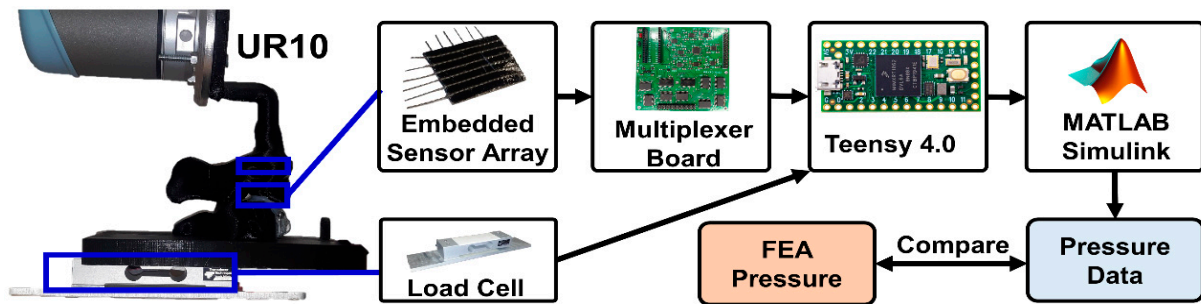 UR10
Embedded
Sensor Array
Multiplexer
Board
Teensy 4.0
MATLAB
Simulink
Load Cell
FEA
Pressure
Compare
Pressure
Data